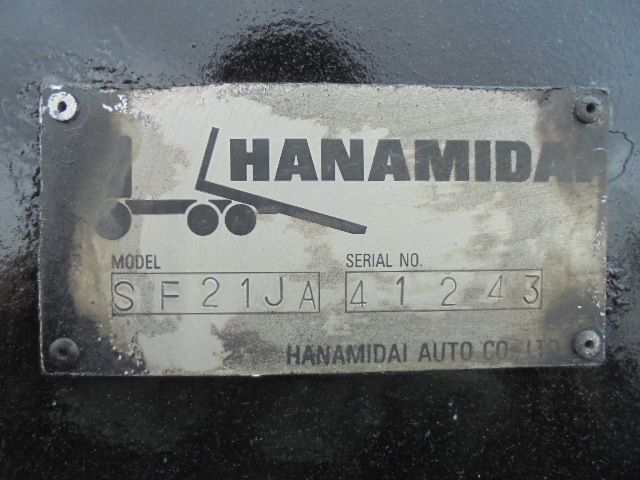 HANAMIDAI
MODEL SERIAL NO.
SF21JA 41243
HANAMIDAI AUTO CO., LTD.